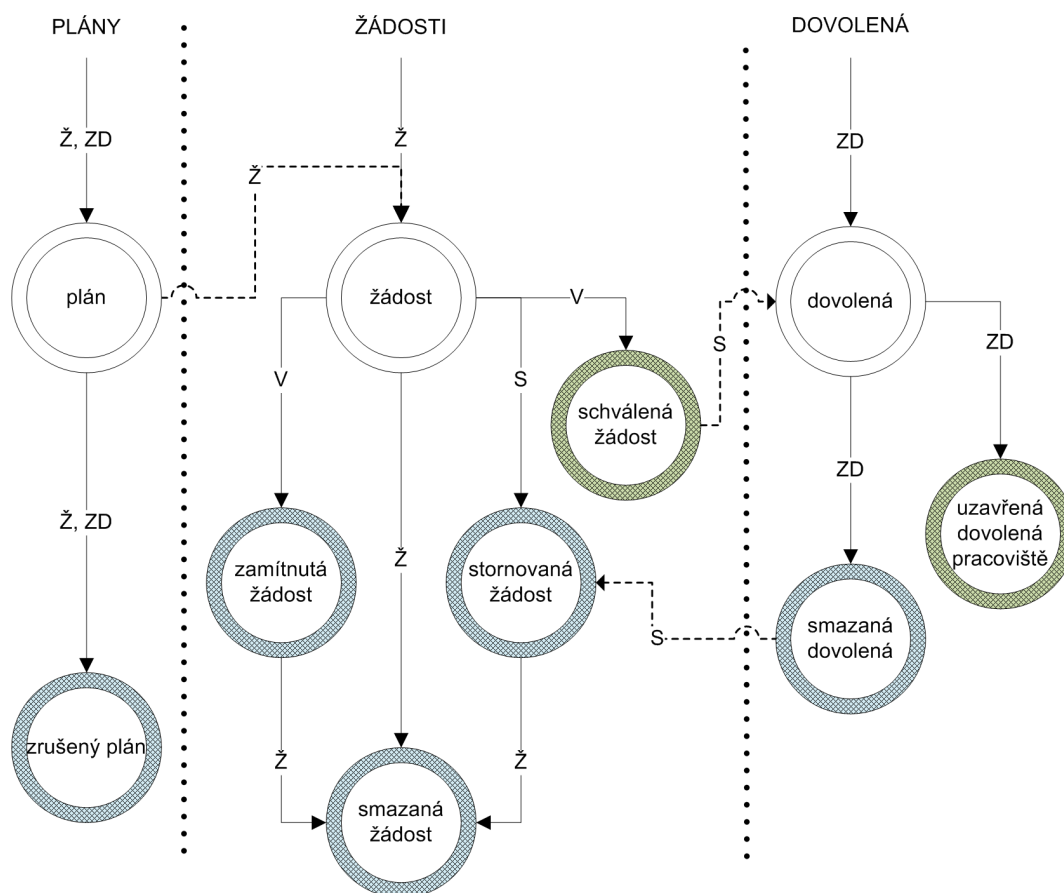 PLÁNY
ŽÁDOSTI
DOVOLENÁ
Ž, ZD
Ž
Ž
ZD
plán
žádost
dovolená
V
S
V
S
ZD
schválená
žádost
ZD
Ž, ZD
zamítnutá
žádost
Ž
stornovaná
žádost
uzavřená
dovolená
pracoviště
S
smazaná
dovolená
zrušený plán
Ž
Ž
smazaná
žádost